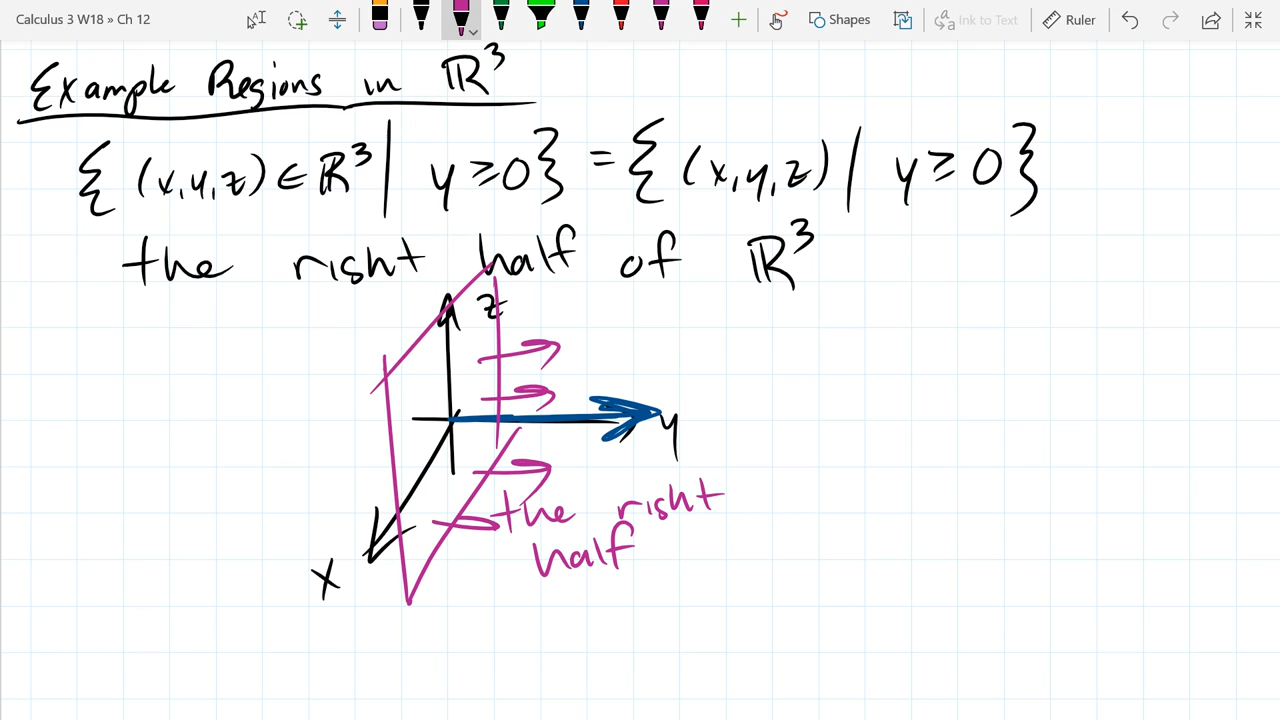 Calculus 3 W18 » Ch 12
Shapes
Link to Text
Ruler
Example Regions in ℝ³
{(x,y,z)∈ℝ³ | y≥0} = {(x,y,z) | y≥0}
the right half of ℝ³
z
y
the right
half
x